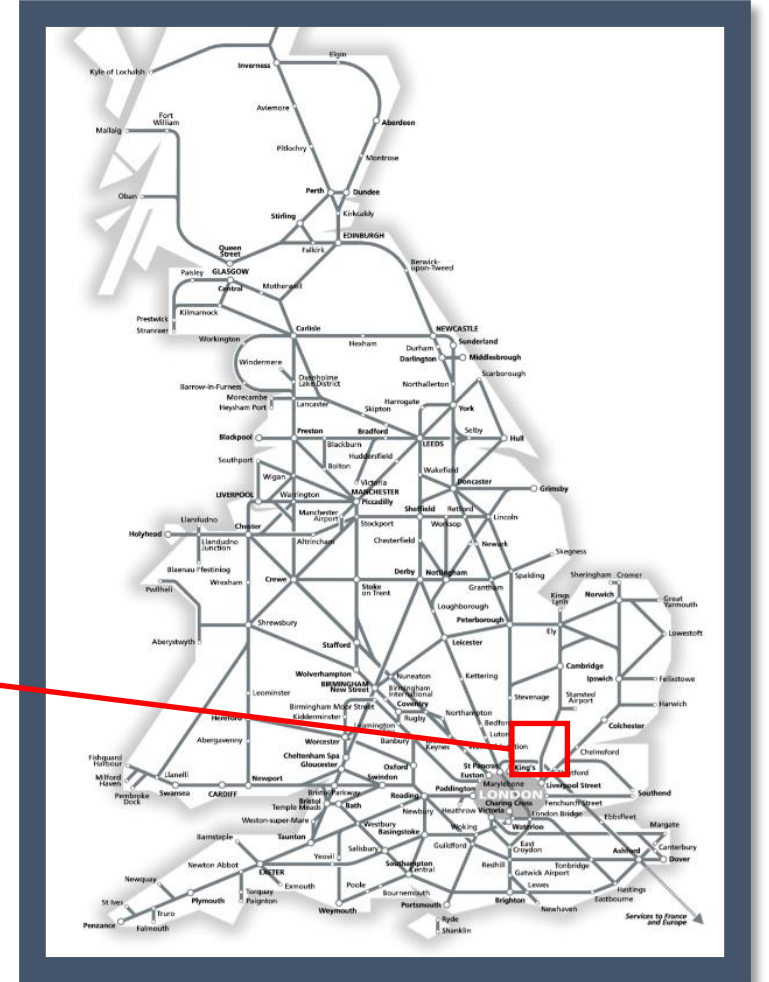 Elgin
Inverness
Kyle of Lochalsh
Aviemore
Fort
William
Mallaig
Aberdeen
Pitlochry
Montrose
Oban
Perth
Dundee
Stirling
Kirkcaldy
EDINBURGH
Queen
Street
Falkirk
Berwick-
upon-Tweed
Paisley
GLASGOW
Central
Motherwell
Prestwick
Kilmarnock
Stranraer
Carlisle
NEWCASTLE
Workington
Hexham
Durham
Sunderland
Darlington
Middlesbrough
Windermere
Oxenholme
Lake District
Northallerton
Scarborough
Barrow-in-Furness
Morecambe
Heysham Port
Lancaster
Harrogate
Skipton
York
Blackpool
Preston
Bradford
LEEDS
Selby
Hull
Blackburn
Huddersfield
Southport
Bolton
Wakefield
Wigan
Victoria
LIVERPOOL
Warrington
MANCHESTER
Piccadilly
Doncaster
Grimsby
Manchester
Airport
Sheffield
Retford
Lincoln
Llandudno
Chester
Stockport
Worksop
Holyhead
Llandudno
Junction
Altrincham
Chesterfield
Newark
Skegness
Blaenau Ffestiniog
Wrexham
Crewe
Derby
Nottingham
Spalding
Sheringham
Cromer
Pwllheli
Stoke
on Trent
Grantham
Kings
Lynn
Norwich
Great
Yarmouth
Loughborough
Shrewsbury
Peterborough
Ely
Lowestoft
Aberystwyth
Stafford
Leicester
Wolverhampton
Nuneaton
Kettering
Cambridge
Ipswich
Felixstowe
BIRMINGHAM
New Street
Birmingham
International
Leominster
Stevenage
Stansted
Airport
Harwich
Birmingham Moor Street
Coventry
Rugby
Northampton
Hereford
Kidderminster
Leamington
Bedford
Colchester
Abergavenny
Worcester
Banbury
Keynes
Luton
Chelmsford
Fishguard
Harbour
Cheltenham Spa
Gloucester
Oxford
St Pancras
King's
Milford
Haven
Llanelli
Newport
Swindon
Euston
Marylebone
Liverpool Street
Pembroke
Dock
Swansea
CARDIFF
Bristol Parkway
Paddington
LONDON
Southend
Bristol
Temple Meads
Bath
Reading
Charing Cross
Fenchurch Street
Newbury
Heathrow
Victoria
London Bridge
Ebbsfleet
Weston-super-Mare
Westbury
Basingstoke
Woking
Waterloo
Margate
Barnstaple
Taunton
Salisbury
Guildford
East
Croydon
Canterbury
Yeovil
Redhill
Tonbridge
Ashford
Dover
Newton Abbot
EXETER
Southampton
Central
Gatwick Airport
Newquay
Exmouth
Poole
Lewes
Hastings
Torquay
Paignton
Bournemouth
Brighton
Eastbourne
St Ives
Plymouth
Weymouth
Portsmouth
Newhaven
Truro
Ryde
Services to France
and Europe
Penzance
Falmouth
Shanklin